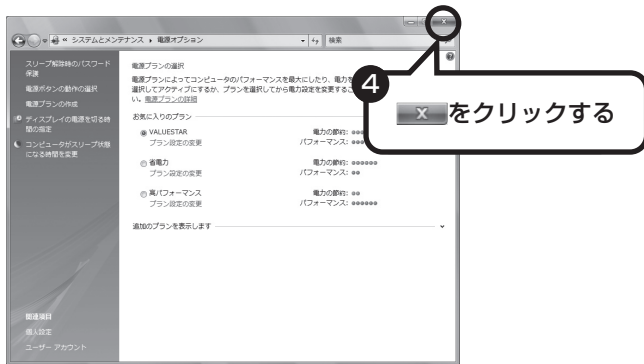 « システムとメンテナンス ▸ 電源オプション
検索
スリープ解除時のパスワード
保護
電源ボタンの動作の選択
電源プランの作成
ディスプレイの電源を切る時
間の指定
コンピュータがスリープ状態
になる時間を変更
関連項目
個人設定
ユーザー アカウント
電源プランの選択
電源プランによってコンピュータのパフォーマンスを最大にしたり、電力を
選択してアクティブにするか、プランを選択してから電力設定を変更するこ
い。電源プランの詳細
お気に入りのプラン
VALUESTAR 電力の節約:
プラン設定の変更 パフォーマンス:
省電力 電力の節約:
プラン設定の変更 パフォーマンス:
高パフォーマンス 電力の節約:
プラン設定の変更 パフォーマンス:
追加のプランを表示します
4
x をクリックする